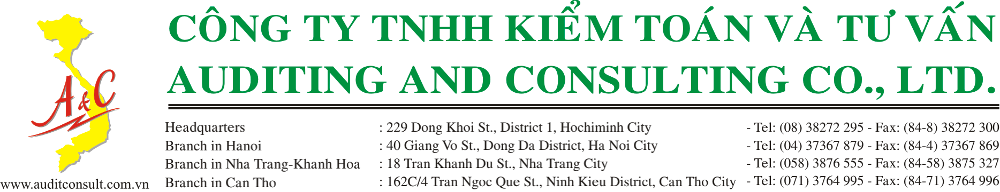 CÔNG TY TNHH KIỂM TOÁN VÀ TƯ VẤN
AUDITING AND CONSULTING CO., LTD.
A&C
www.auditconsult.com.vn
Headquarters : 229 Dong Khoi St., District 1, Hochiminh City - Tel: (08) 38272 295 - Fax: (84-8) 38272 300
Branch in Hanoi : 40 Giang Vo St., Dong Da District, Ha Noi City - Tel: (04) 37367 879 - Fax: (84-4) 37367 869
Branch in Nha Trang-Khanh Hoa : 18 Tran Khanh Du St., Nha Trang City - Tel: (058) 3876 555 - Fax: (84-58) 3875 327
Branch in Can Tho : 162C/4 Tran Ngoc Que St., Ninh Kieu District, Can Tho City - Tel: (071) 3764 995 - Fax: (84-71) 3764 996